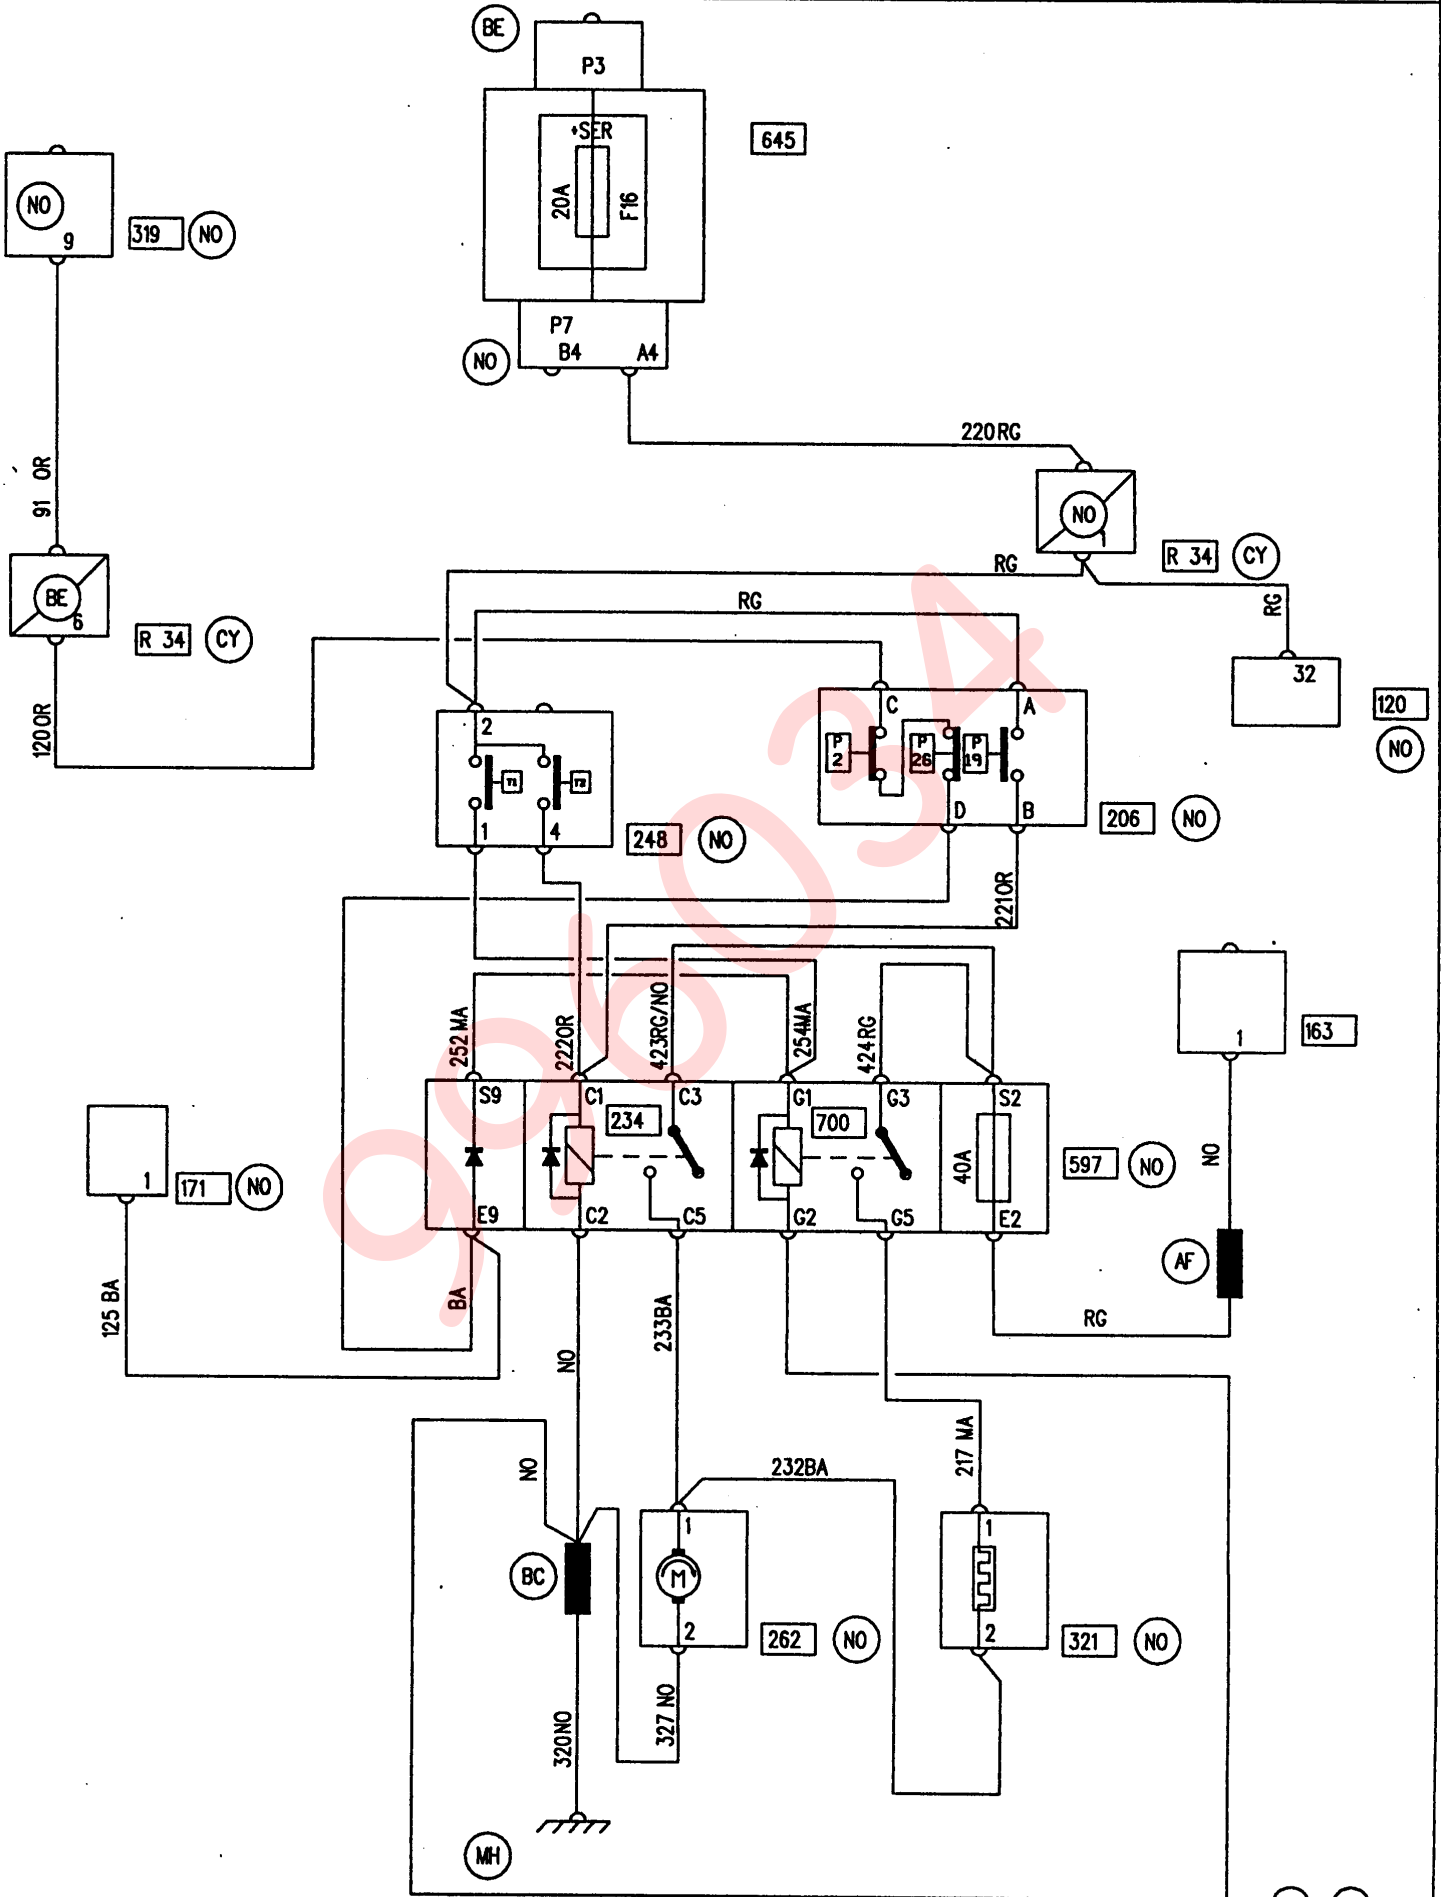 BE
P3
+SER
645
20A
F16
NO
9
319
NO
P7
B4
A4
NO
220RG
91 OR
NO
1
R 34
CY
RG
BE
6
R 34
CY
RG
RG
32
120
NO
120OR
2
C
A
P
2
P
26
P
19
T1
T2
1
4
248
NO
D
B
206
NO
221OR
252MA
222OR
423RG/NO
254MA
424RG
1
163
S9
C1
C3
234
G1
700
G3
S2
40A
597
NO
NO
1
171
NO
E9
C2
C5
G2
G5
E2
AF
125 BA
BA
NO
233BA
RG
NO
232BA
217 MA
BC
1
M
2
262
NO
1
2
321
NO
320NO
327 NO
MH
996034